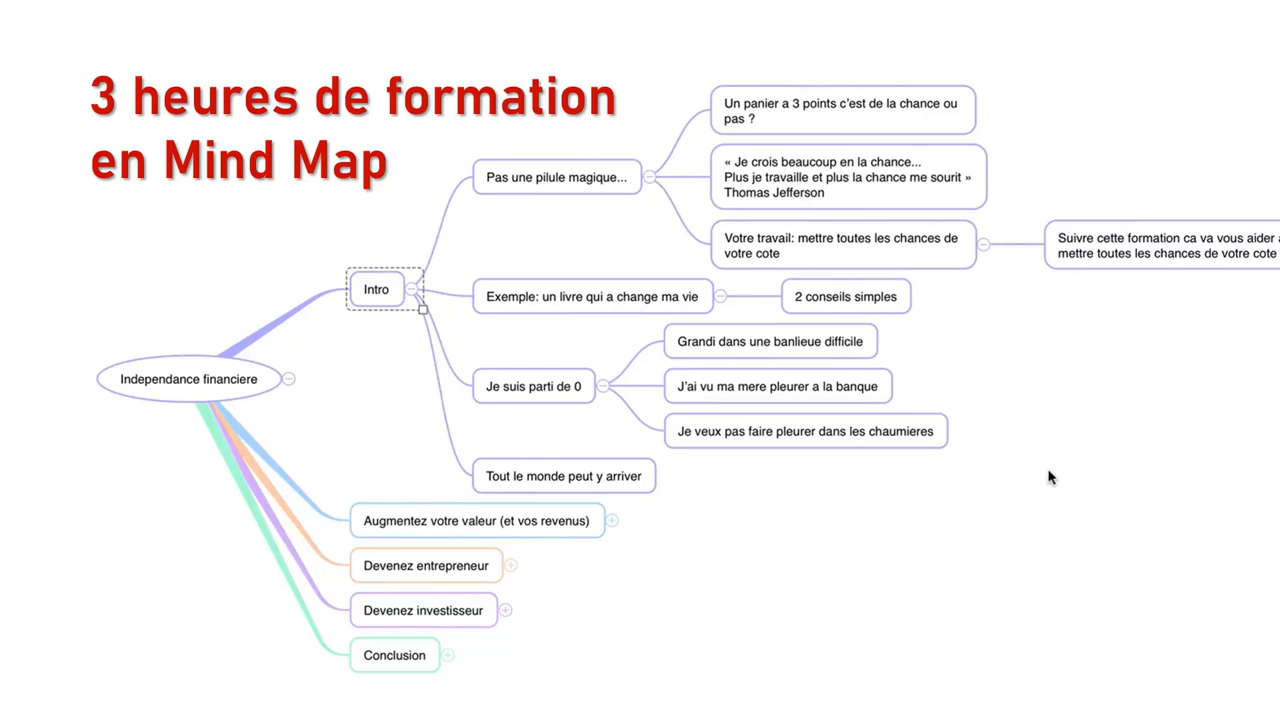 3 heures de formation
en Mind Map
Un panier a 3 points c'est de la chance ou
pas ?
Pas une pilule magique...
« Je crois beaucoup en la chance...
Plus je travaille et plus la chance me sourit »
Thomas Jefferson
Votre travail: mettre toutes les chances de
votre cote
Suivre cette formation ca va vous aider
mettre toutes les chances de votre cote
Intro
Exemple: un livre qui a change ma vie
2 conseils simples
Grandi dans une banlieue difficile
Independance financiere
Je suis parti de 0
J'ai vu ma mere pleurer a la banque
Je veux pas faire pleurer dans les chaumieres
Tout le monde peut y arriver
Augmentez votre valeur (et vos revenus)
Devenez entrepreneur
Devenez investisseur
Conclusion